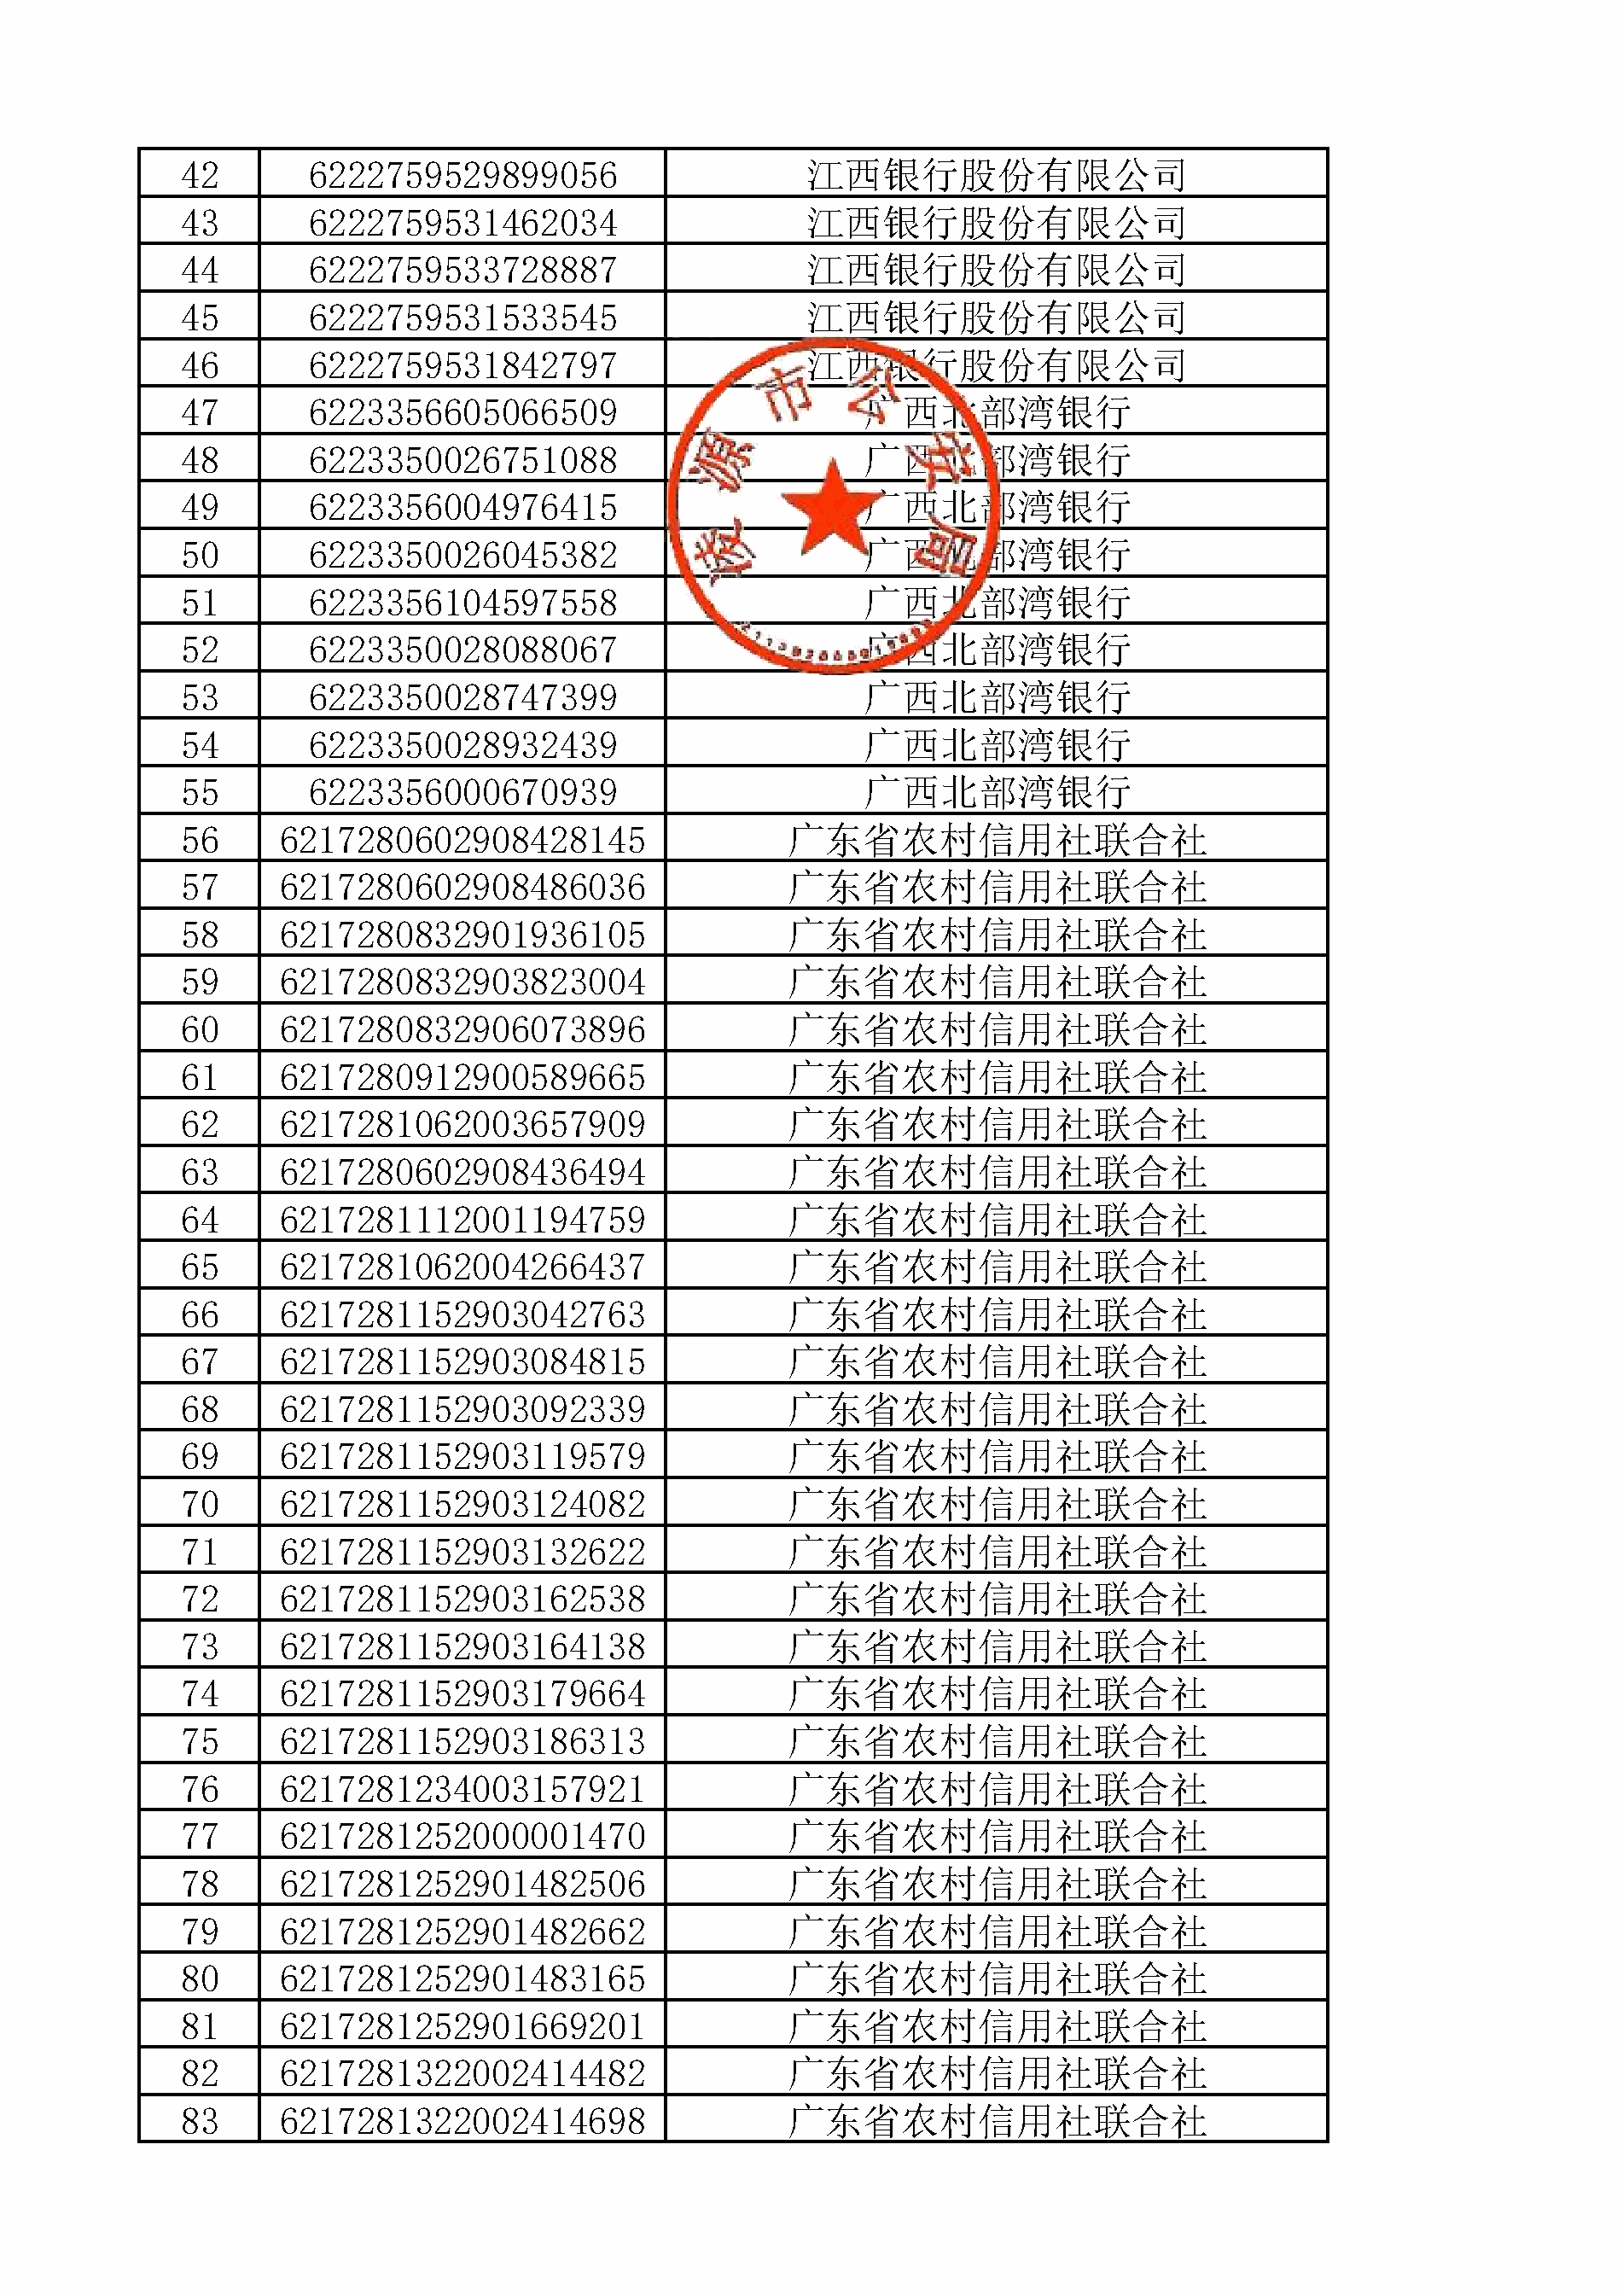 42 6222759529899056 江西银行股份有限公司
43 6222759531462034 江西银行股份有限公司
44 6222759533728887 江西银行股份有限公司
45 6222759531533545 江西银行股份有限公司
46 6222759531842797 江西银行股份有限公司
47 6223356605066509 广西北部湾银行
48 6223350026751088 广西北部湾银行
49 6223356004976415 广西北部湾银行
50 6223350026045382 广西北部湾银行
51 6223356104597558 广西北部湾银行
52 6223350028088067 广西北部湾银行
53 6223350028747399 广西北部湾银行
54 6223350028932439 广西北部湾银行
55 6223356000670939 广西北部湾银行
56 6217280602908428145 广东省农村信用社联合社
57 6217280602908486036 广东省农村信用社联合社
58 6217280832901936105 广东省农村信用社联合社
59 6217280832903823004 广东省农村信用社联合社
60 6217280832906073896 广东省农村信用社联合社
61 6217280912900589665 广东省农村信用社联合社
62 6217281062003657909 广东省农村信用社联合社
63 6217280602908436494 广东省农村信用社联合社
64 6217281112001194759 广东省农村信用社联合社
65 6217281062004266437 广东省农村信用社联合社
66 6217281152903042763 广东省农村信用社联合社
67 6217281152903084815 广东省农村信用社联合社
68 6217281152903092339 广东省农村信用社联合社
69 6217281152903119579 广东省农村信用社联合社
70 6217281152903124082 广东省农村信用社联合社
71 6217281152903132622 广东省农村信用社联合社
72 6217281152903162538 广东省农村信用社联合社
73 6217281152903164138 广东省农村信用社联合社
74 6217281152903179664 广东省农村信用社联合社
75 6217281152903186313 广东省农村信用社联合社
76 6217281234003157921 广东省农村信用社联合社
77 6217281252000001470 广东省农村信用社联合社
78 6217281252901482506 广东省农村信用社联合社
79 6217281252901482662 广东省农村信用社联合社
80 6217281252901483165 广东省农村信用社联合社
81 6217281252901669201 广东省农村信用社联合社
82 6217281322002414482 广东省农村信用社联合社
83 6217281322002414698 广东省农村信用社联合社
凌源市公安局